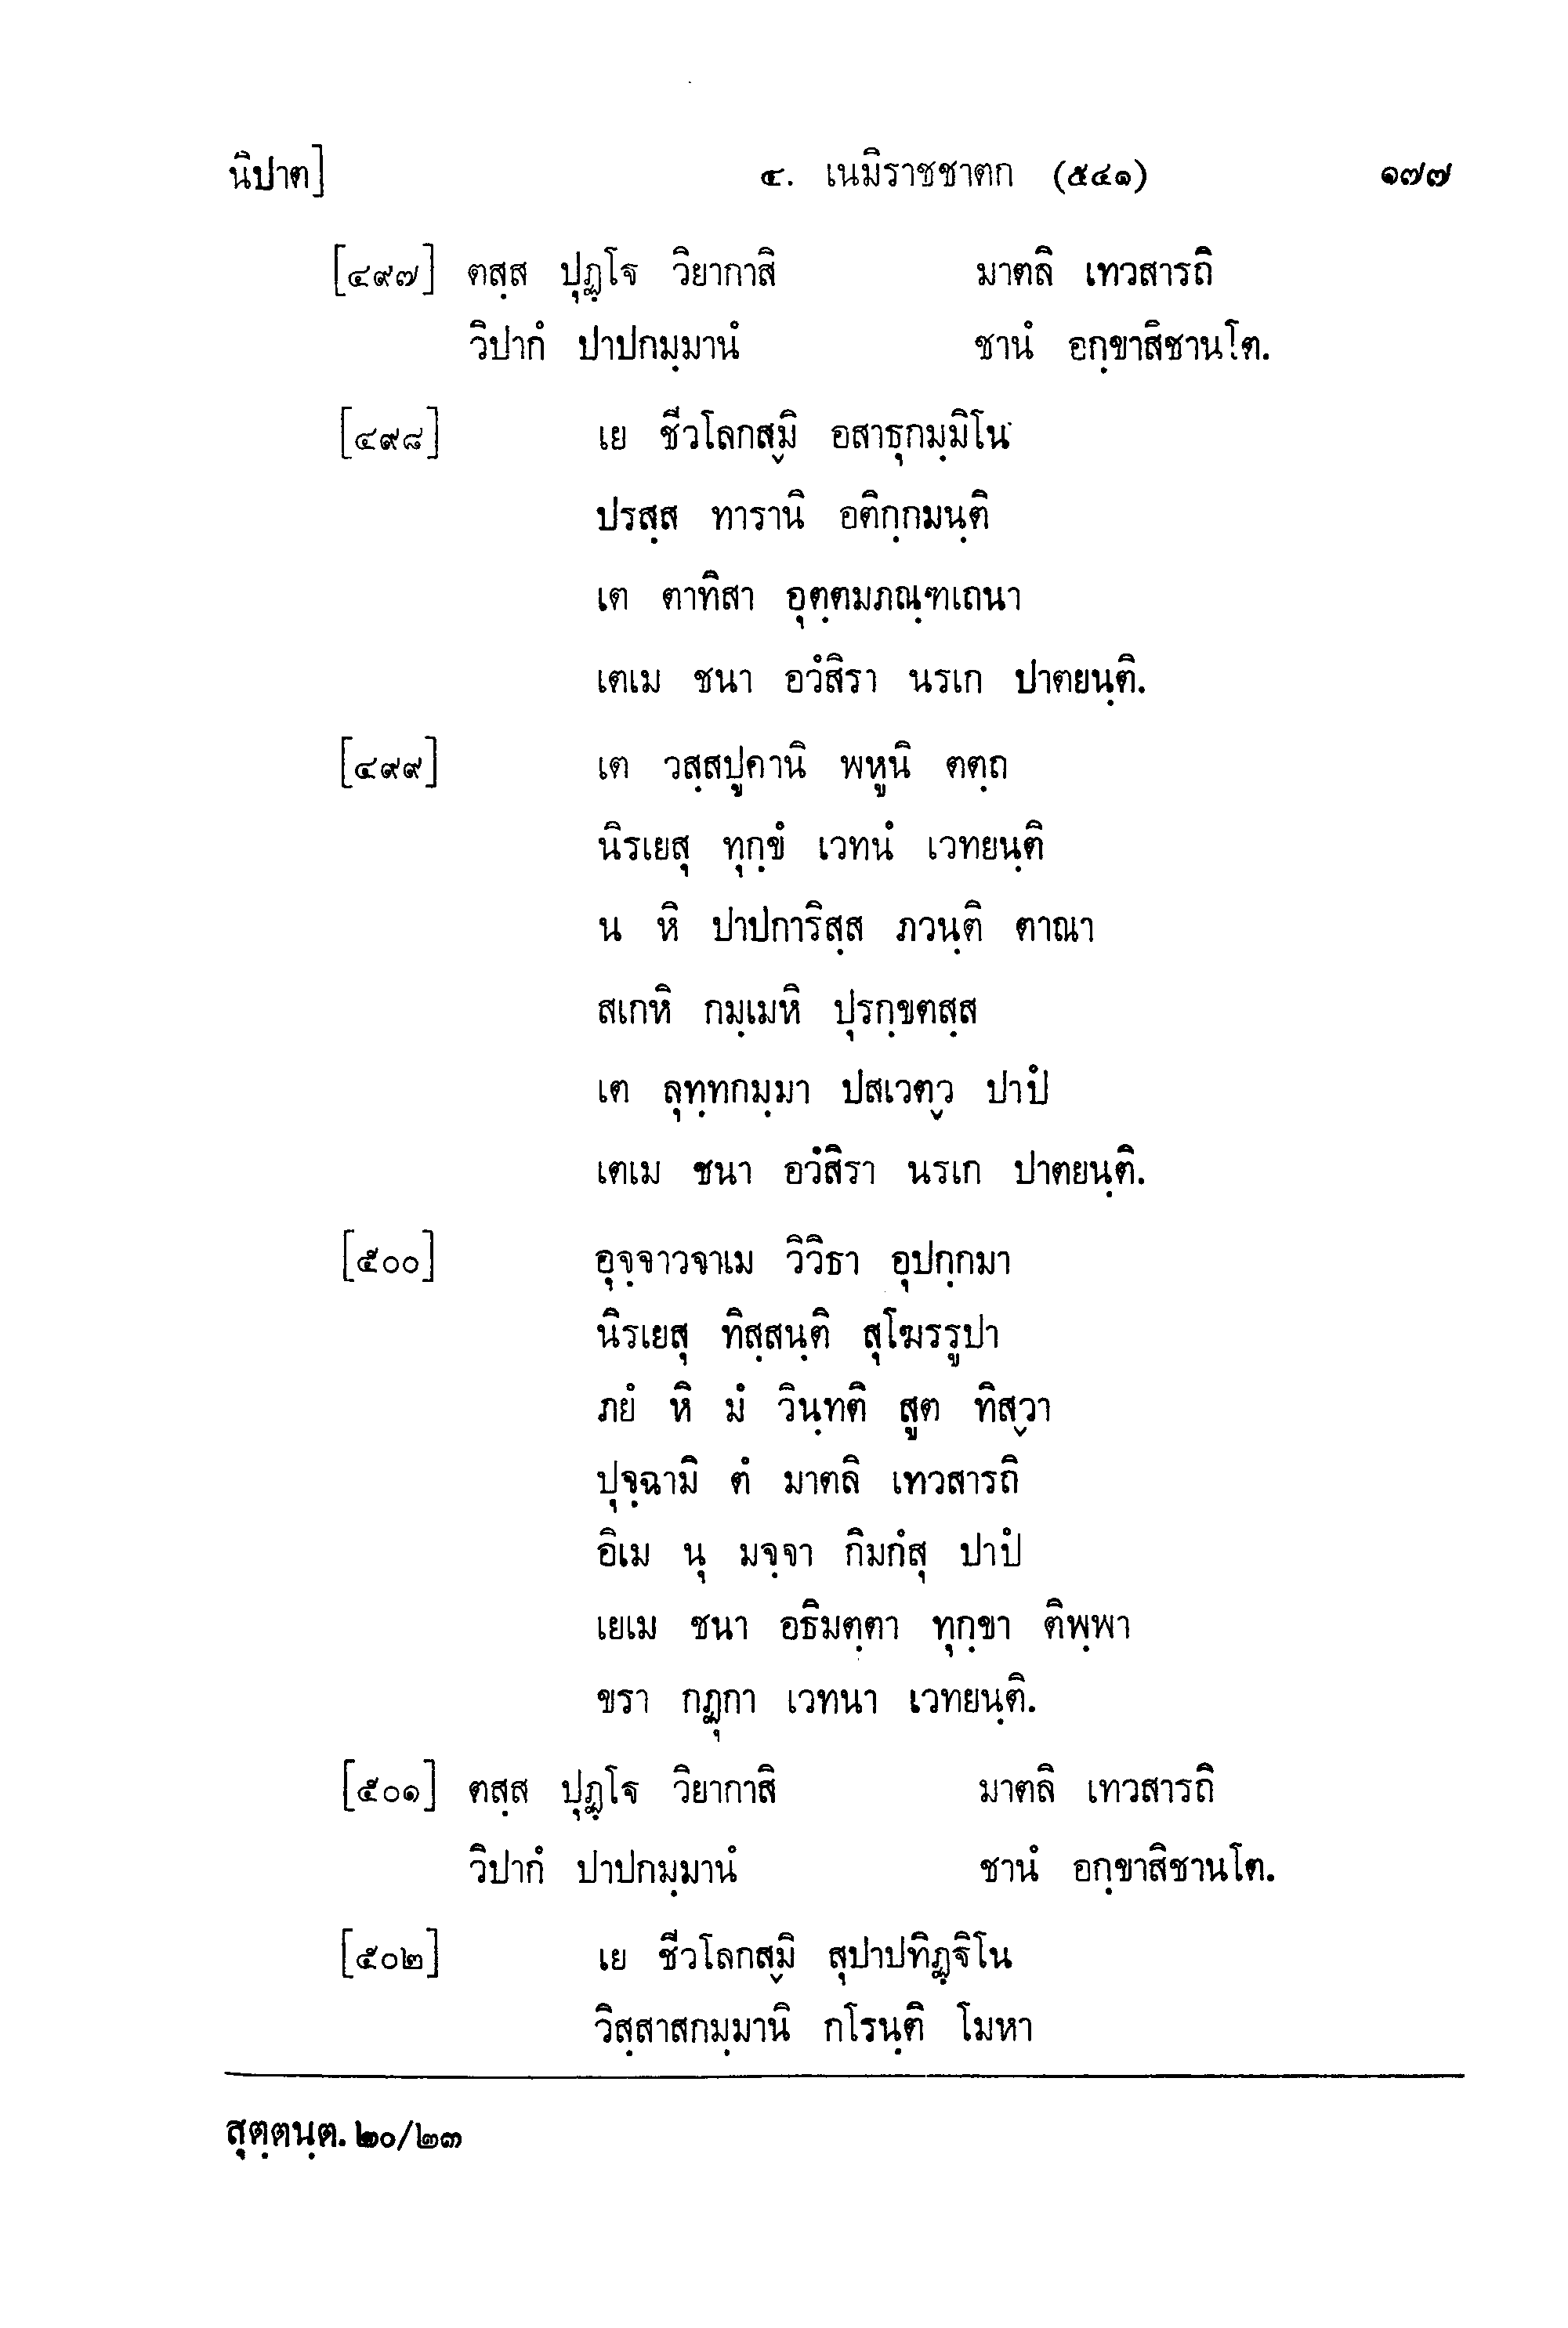 นิปาต] ๔. เนมิราชชาตก (๕๔๑) ๑๗๗
[๔๙๗] ตสฺส ปุฏฺโฐ วิยากาสิ มาตลิ เทวสารถิ
วิปากํ ปาปกมฺมานํ ชานํ อกฺขาสิชานโต.
[๔๙๘] เย ชีวโลกสฺมิ อสาธุกมฺมิโน
ปรสฺส ทารานิ อติกฺกมนฺติ
เต ตาทิสา อุตฺตมภณฺฑเถนา
เตเม ชนา อวํสิรา นรเก ปาตยนฺติ.
[๔๙๙] เต วสฺสปูคานิ พหูนิ ตตฺถ
นิรเยสุ ทุกฺขํ เวทนํ เวทยนฺติ
น หิ ปาปการิสฺส ภวนฺติ ตาณา
สเกหิ กมฺเมหิ ปุรกฺขตสฺส
เต ลุทฺทกมฺมา ปสเวตฺว ปาปํ
เตเม ชนา อวํสิรา นรเก ปาตยนฺติ.
[๕๐๐] อุจฺจาวจาเม วิวิธา อุปกฺกมา
นิรเยสุ ทิสฺสนฺติ สุโฆรรูปา
ภยํ หิ มํ วินฺทติ สูต ทิสฺวา
ปุจฺฉามิ ตํ มาตลิ เทวสารถิ
อิเม นุ มจฺจา กิมกํสุ ปาปํ
เยเม ชนา อธิมตฺตา ทุกฺขา ติพฺพา
ขรา กฏุกา เวทนา เวทยนฺติ.
[๕๐๑] ตสฺส ปุฏฺโฐ วิยากาสิ มาตลิ เทวสารถิ
วิปากํ ปาปกมฺมานํ ชานํ อกฺขาสิชานโต.
[๕๐๒] เย ชีวโลกสฺมิ สุปาปทิฏฺฐิโน
วิสฺสาสกมฺมานิ กโรนฺติ โมหา
สุตฺตนฺต. ๒๐/๒๓